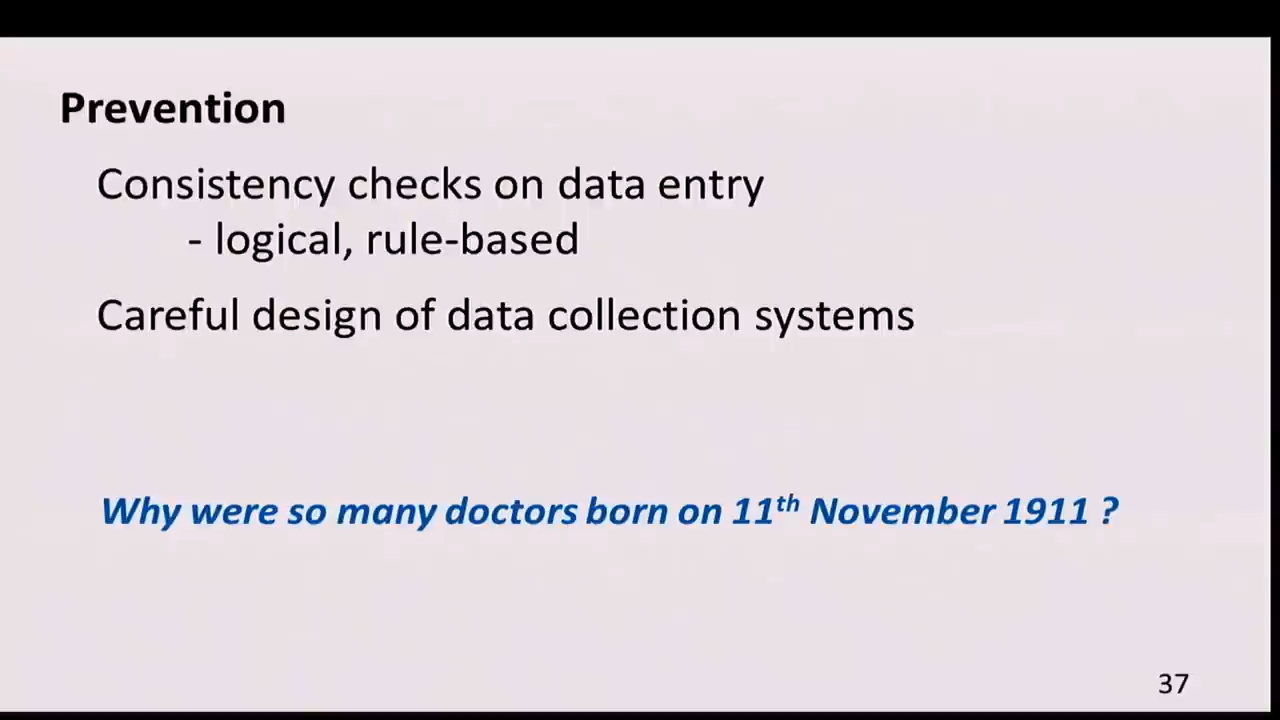 Prevention
Consistency checks on data entry
- logical, rule-based
Careful design of data collection systems
Why were so many doctors born on 11th November 1911 ?
37